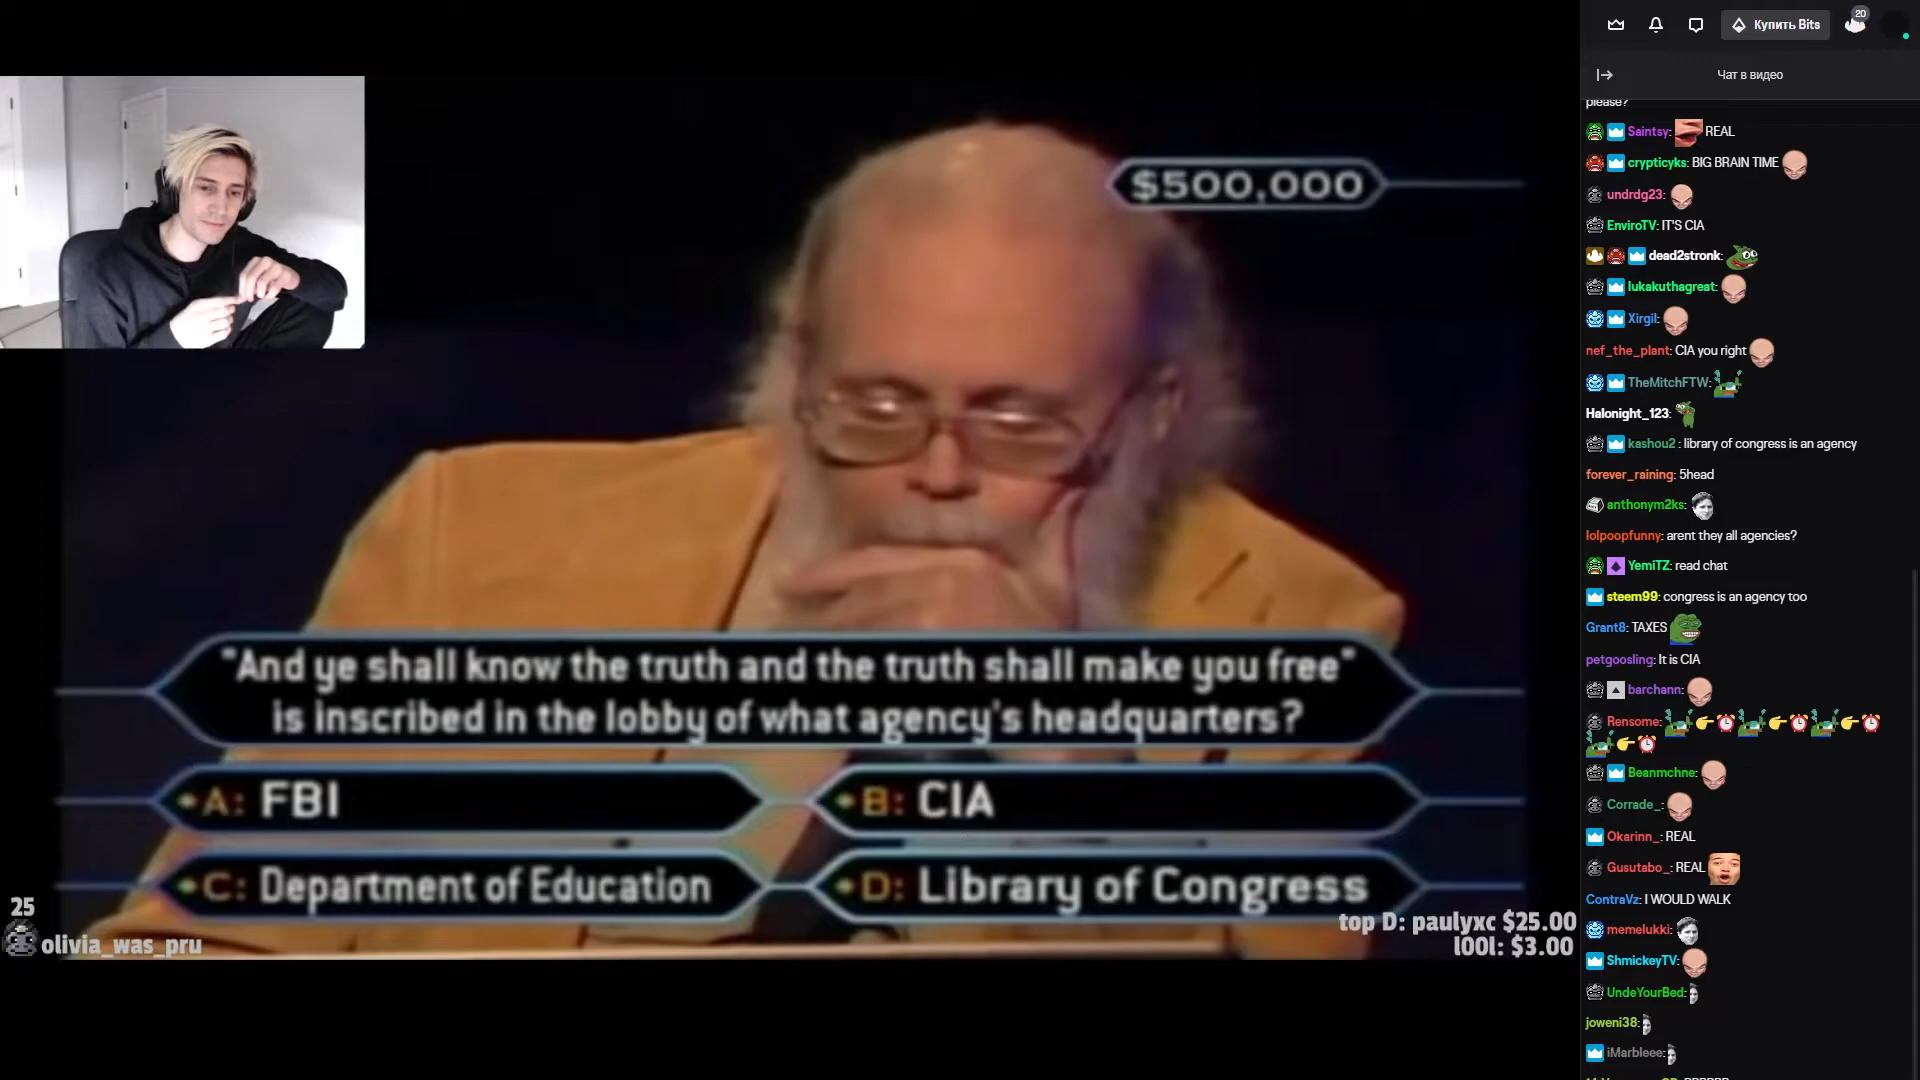 $500,000
"And ye shall know the truth and the truth shall make you free"
is inscribed in the lobby of what agency's headquarters?
A: FBI
B: CIA
C: Department of Education
D: Library of Congress
25
olivia_was_pru
top D: paulyxc $25.00
l00l: $3.00
Купить Bits
20
Чат в видео
please?
Saintsy: REAL
crypticyks: BIG BRAIN TIME
undrdg23:
EnviroTV: IT'S CIA
dead2stronk:
lukakuthagreat:
Xirgil:
nef_the_plant: CIA you right
TheMitchFTW:
Halonight_123:
kashou2 : library of congress is an agency
forever_raining: 5head
anthonym2ks:
lolpoopfunny: arent they all agencies?
YemiTZ: read chat
steem99: congress is an agency too
Grant8: TAXES
petgoosling: It is CIA
barchann:
Rensome:
Beanmchne:
Corrade_:
Okarinn_: REAL
Gusutabo_: REAL
ContraVz: I WOULD WALK
memelukki:
ShmickeyTV:
UndeYourBed:
joweni38:
iMarbleee: